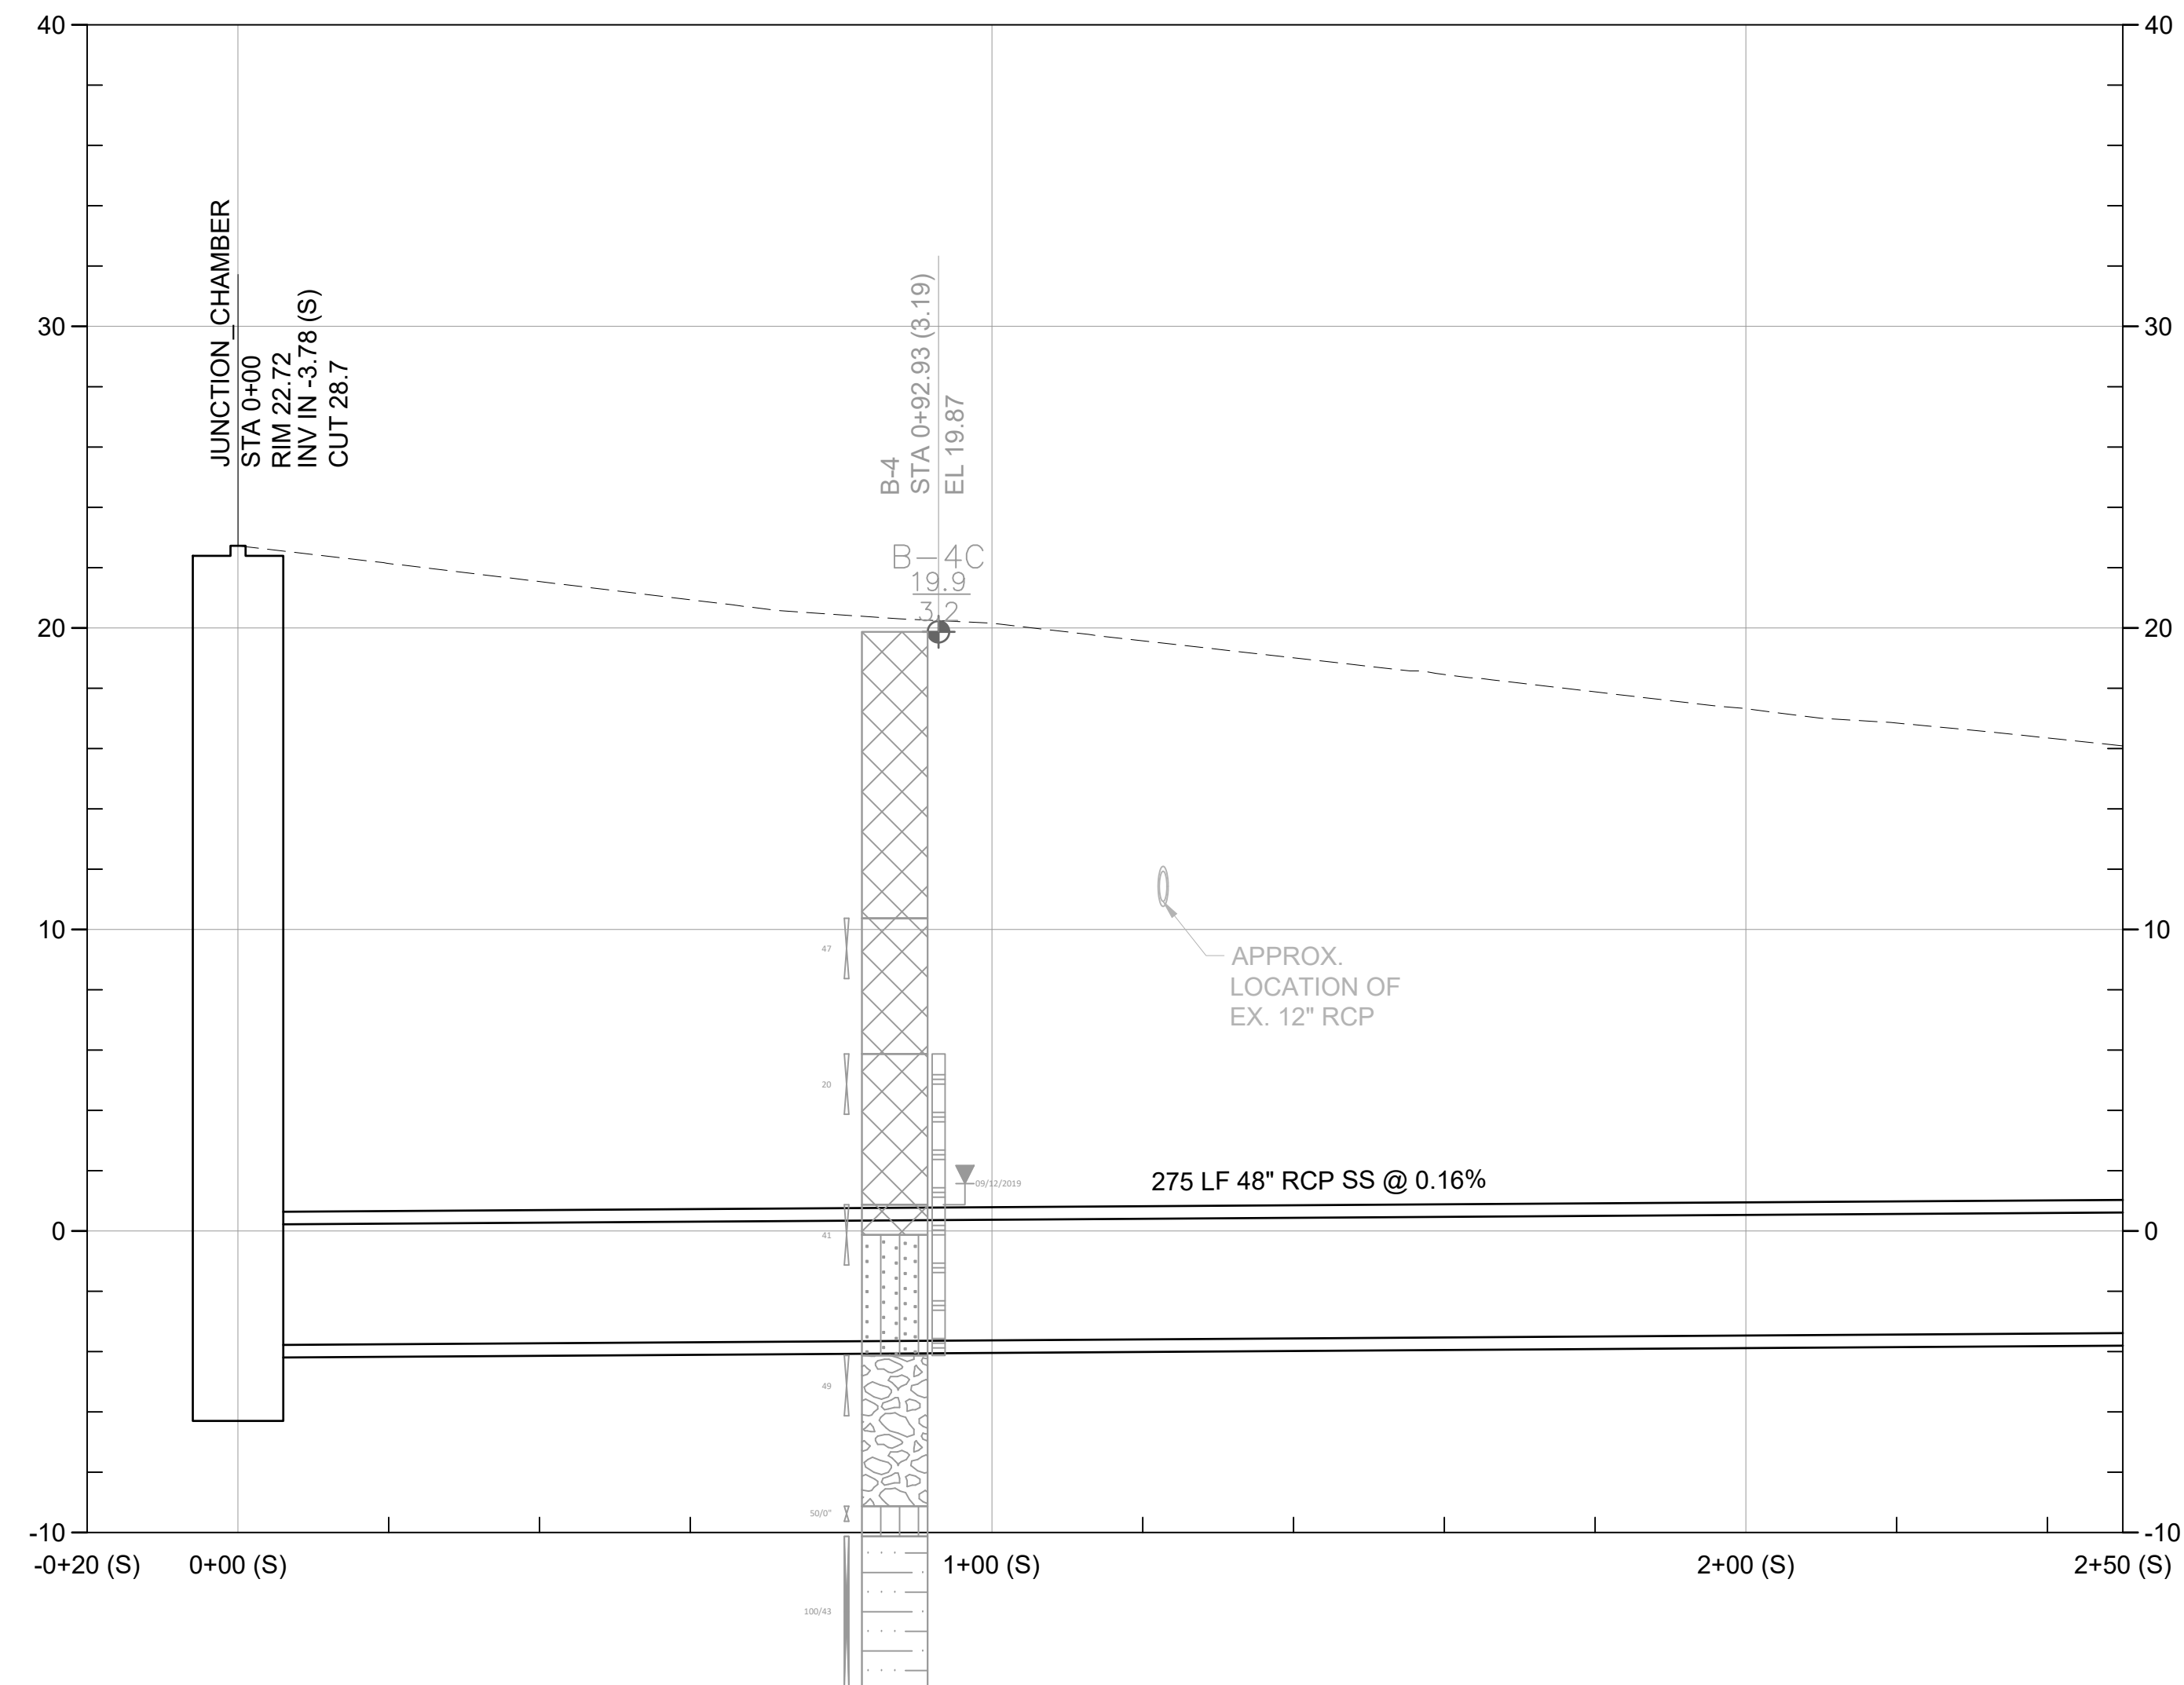 40
40
JUNCTION_CHAMBER
STA 0+00
RIM 22.72
INV IN -3.78 (S)
CUT 28.7
B-4
STA 0+92.93 (3.19)
EL 19.87
30
30
B-4C
19.9
3.2
20
20
10
10
47
APPROX.
LOCATION OF
EX. 12" RCP
20
09/12/2019
275 LF 48" RCP SS @ 0.16%
0
0
41
49
50/0"
-10
-10
-0+20 (S)
0+00 (S)
1+00 (S)
2+00 (S)
2+50 (S)
100/43